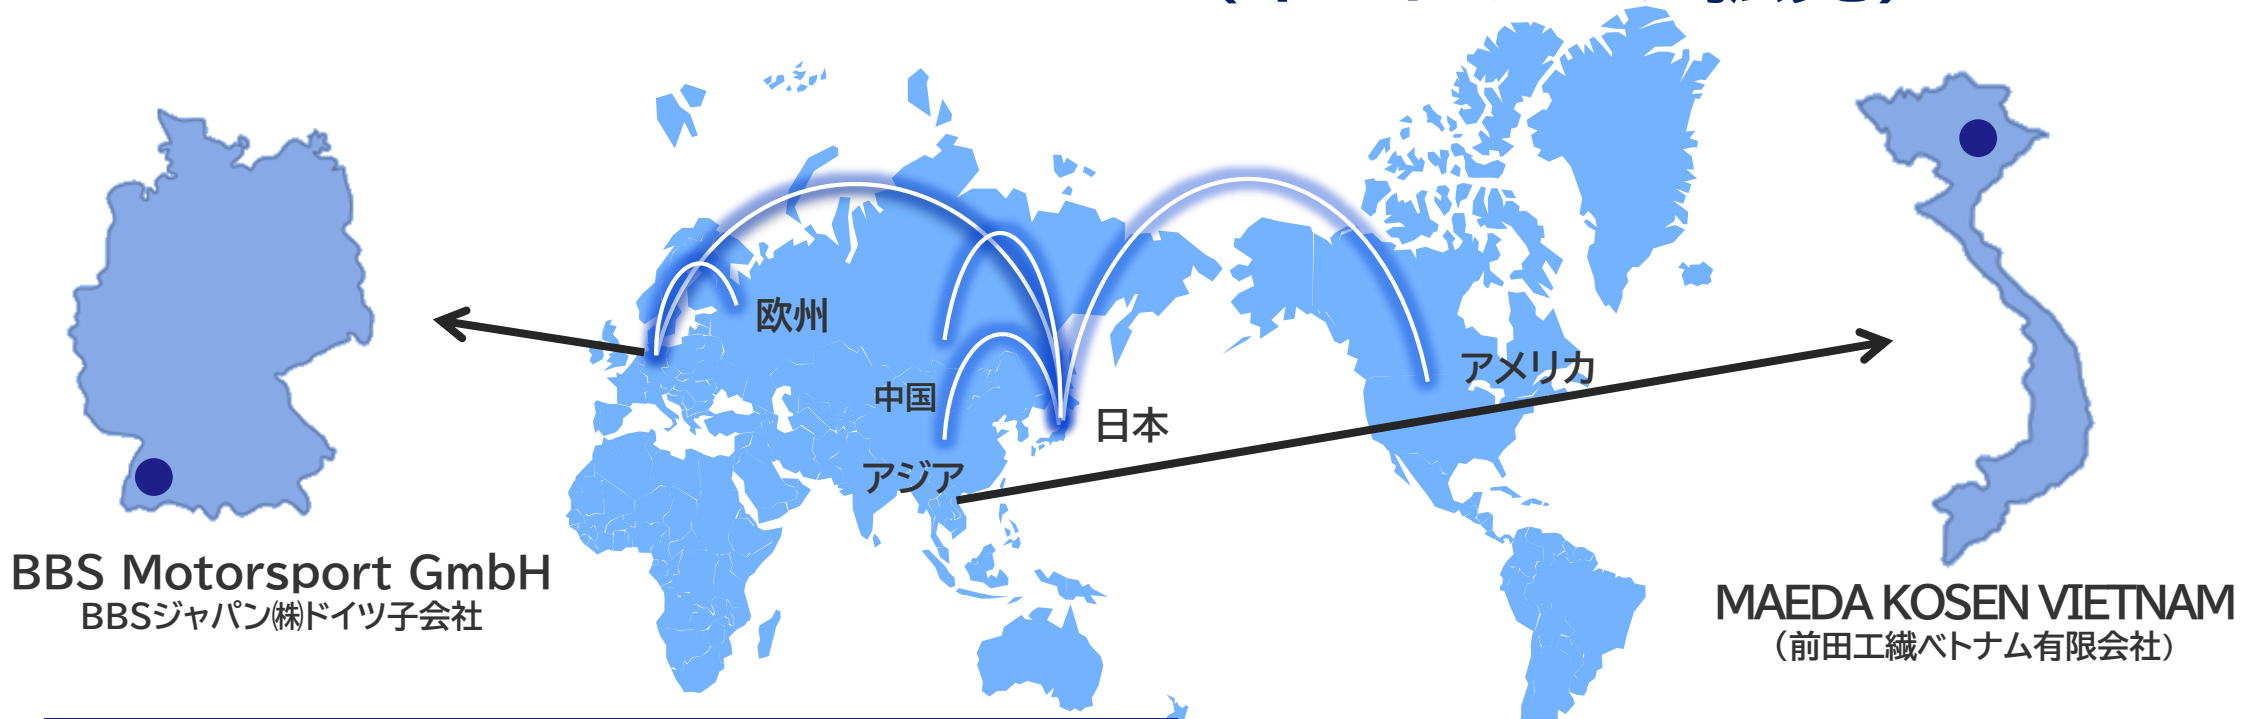 欧州
アメリカ
中国
日本
アジア
BBS Motorsport GmbH
BBSジャパン㈱ドイツ子会社
MAEDA KOSEN VIETNAM
（前田工繊ベトナム有限会社）